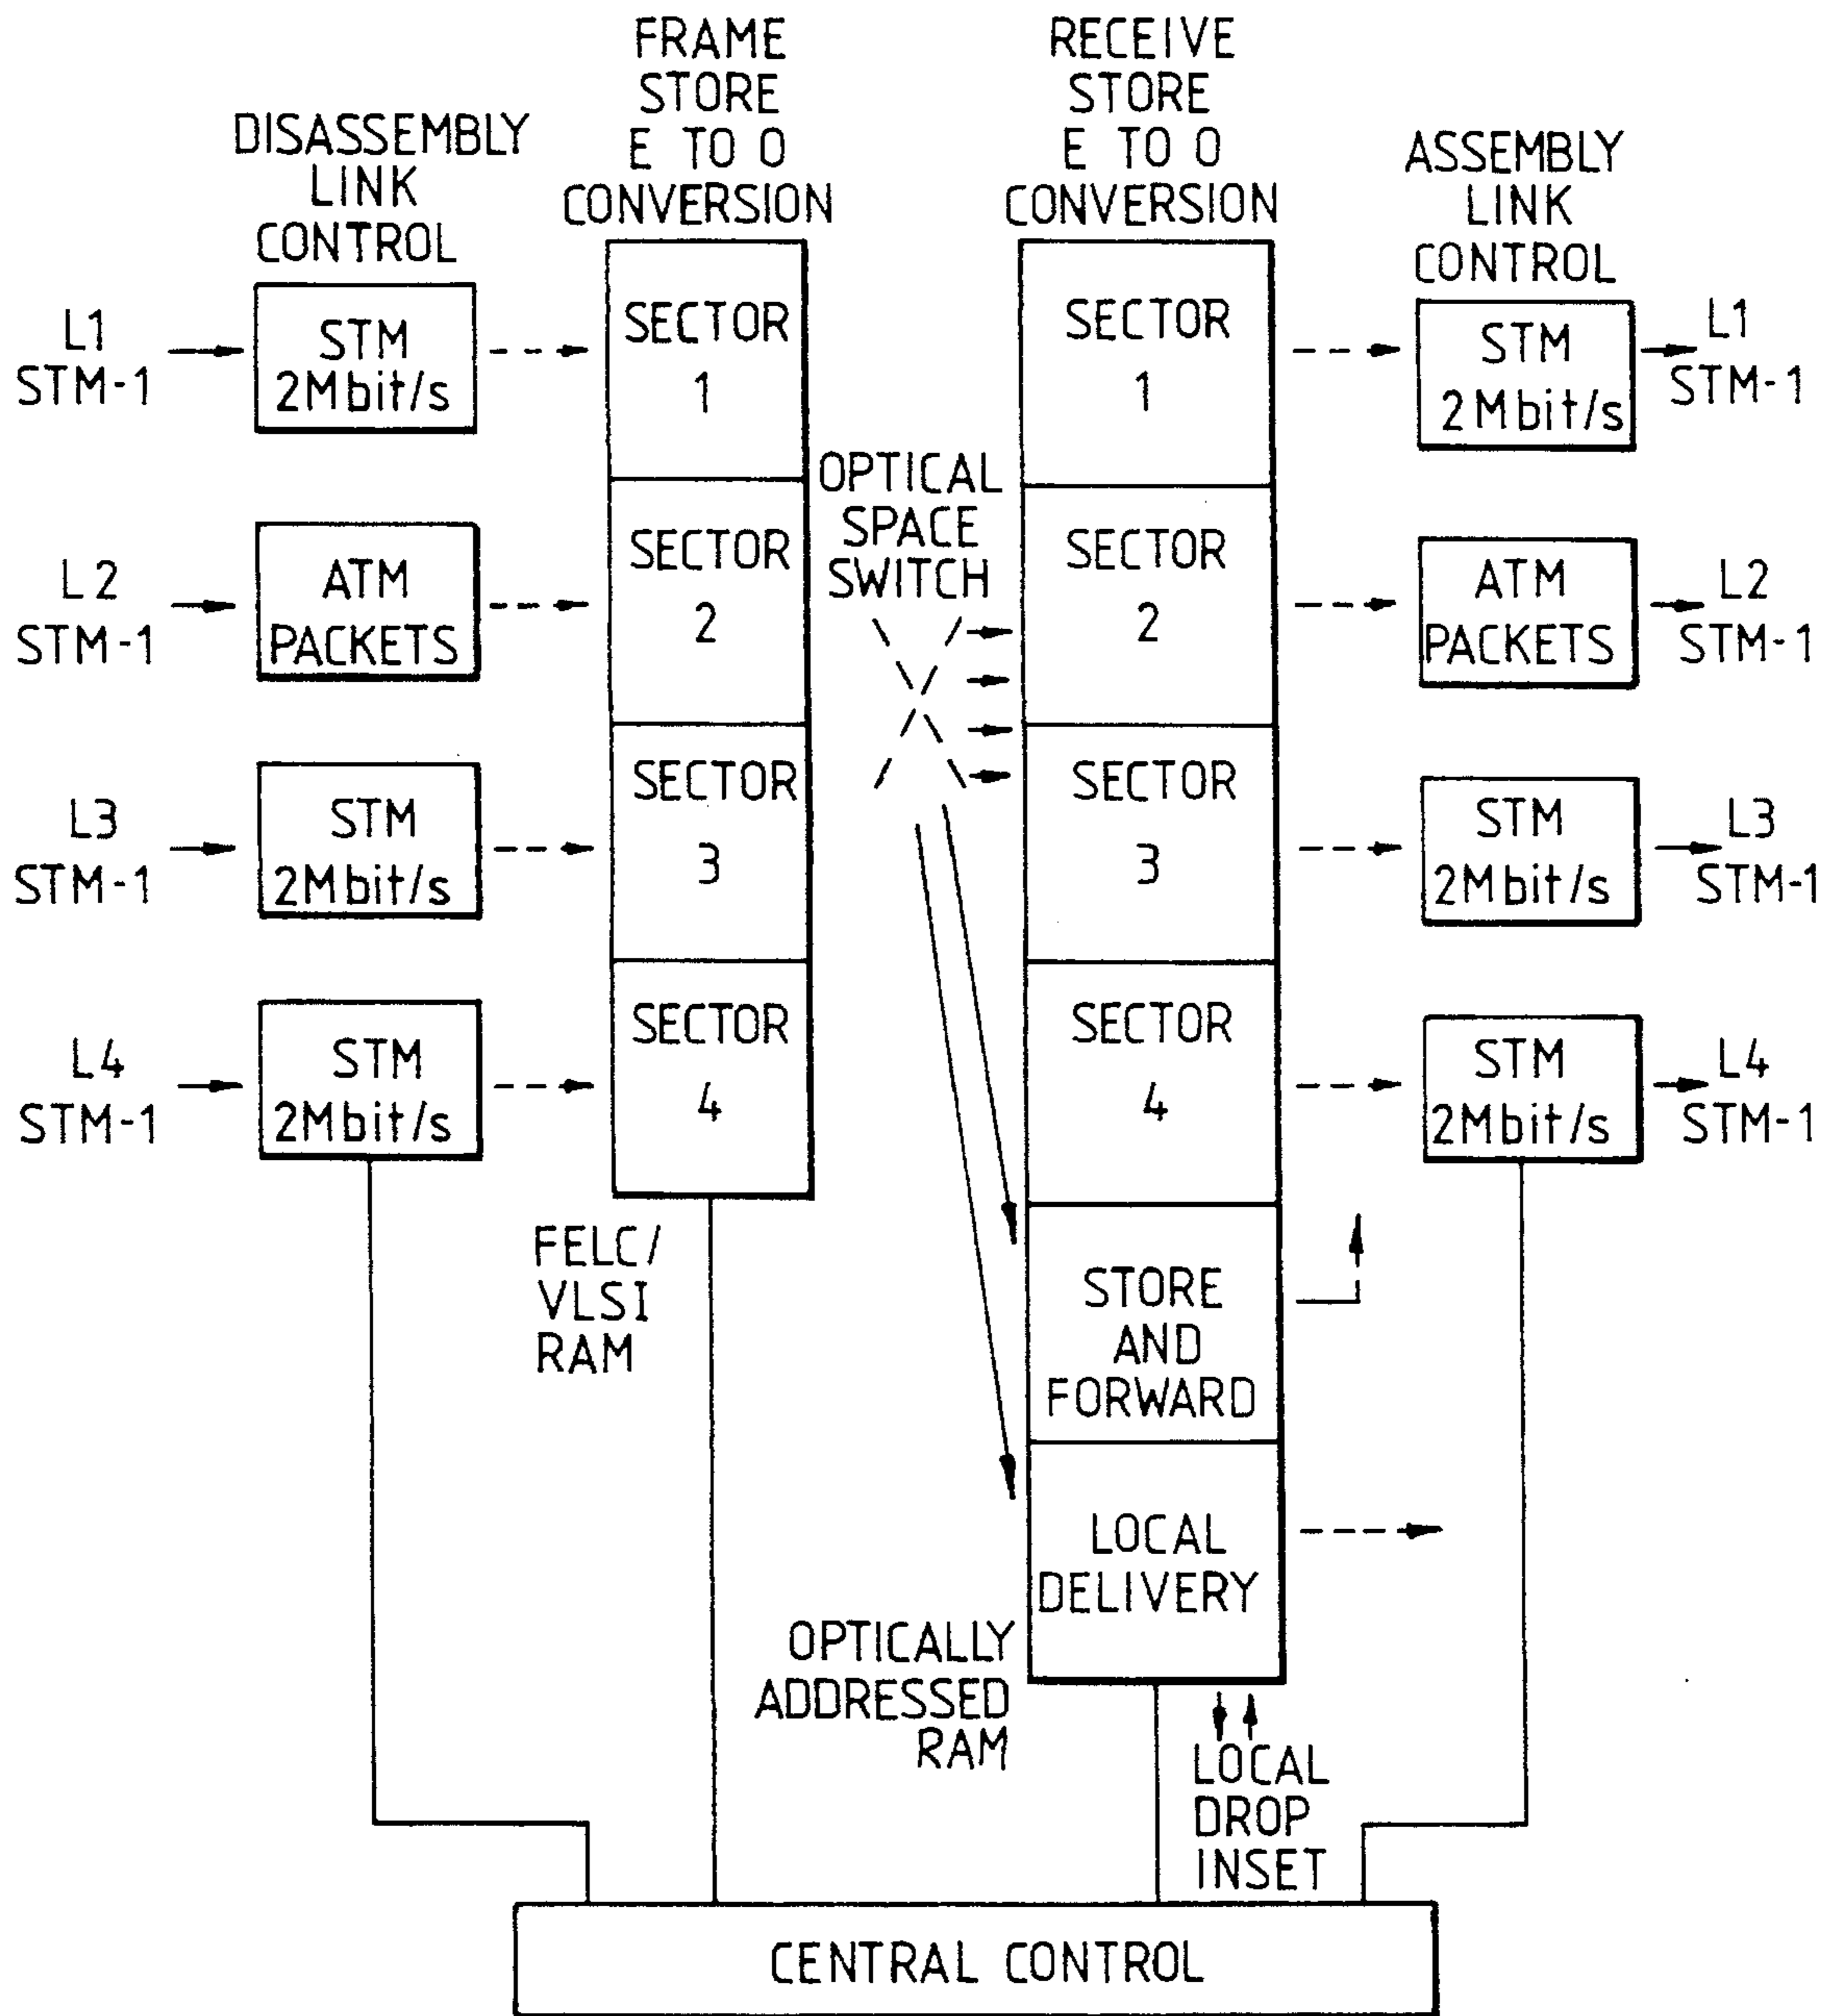 FRAME
STORE
E TO O
CONVERSION
RECEIVE
STORE
E TO O
CONVERSION
DISASSEMBLY
LINK
CONTROL
ASSEMBLY
LINK
CONTROL
L1
STM-1
STM
2Mbit/s
SECTOR
1
SECTOR
1
STM
2Mbit/s
L1
STM-1
OPTICAL
SPACE
SWITCH
L2
STM-1
ATM
PACKETS
SECTOR
2
SECTOR
2
ATM
PACKETS
L2
STM-1
L3
STM-1
STM
2Mbit/s
SECTOR
3
SECTOR
3
STM
2Mbit/s
L3
STM-1
L4
STM-1
STM
2Mbit/s
SECTOR
4
SECTOR
4
STM
2Mbit/s
L4
STM-1
FELC/
VLSI
RAM
STORE
AND
FORWARD
LOCAL
DELIVERY
OPTICALLY
ADDRESSED
RAM
LOCAL
DROP
INSET
CENTRAL CONTROL